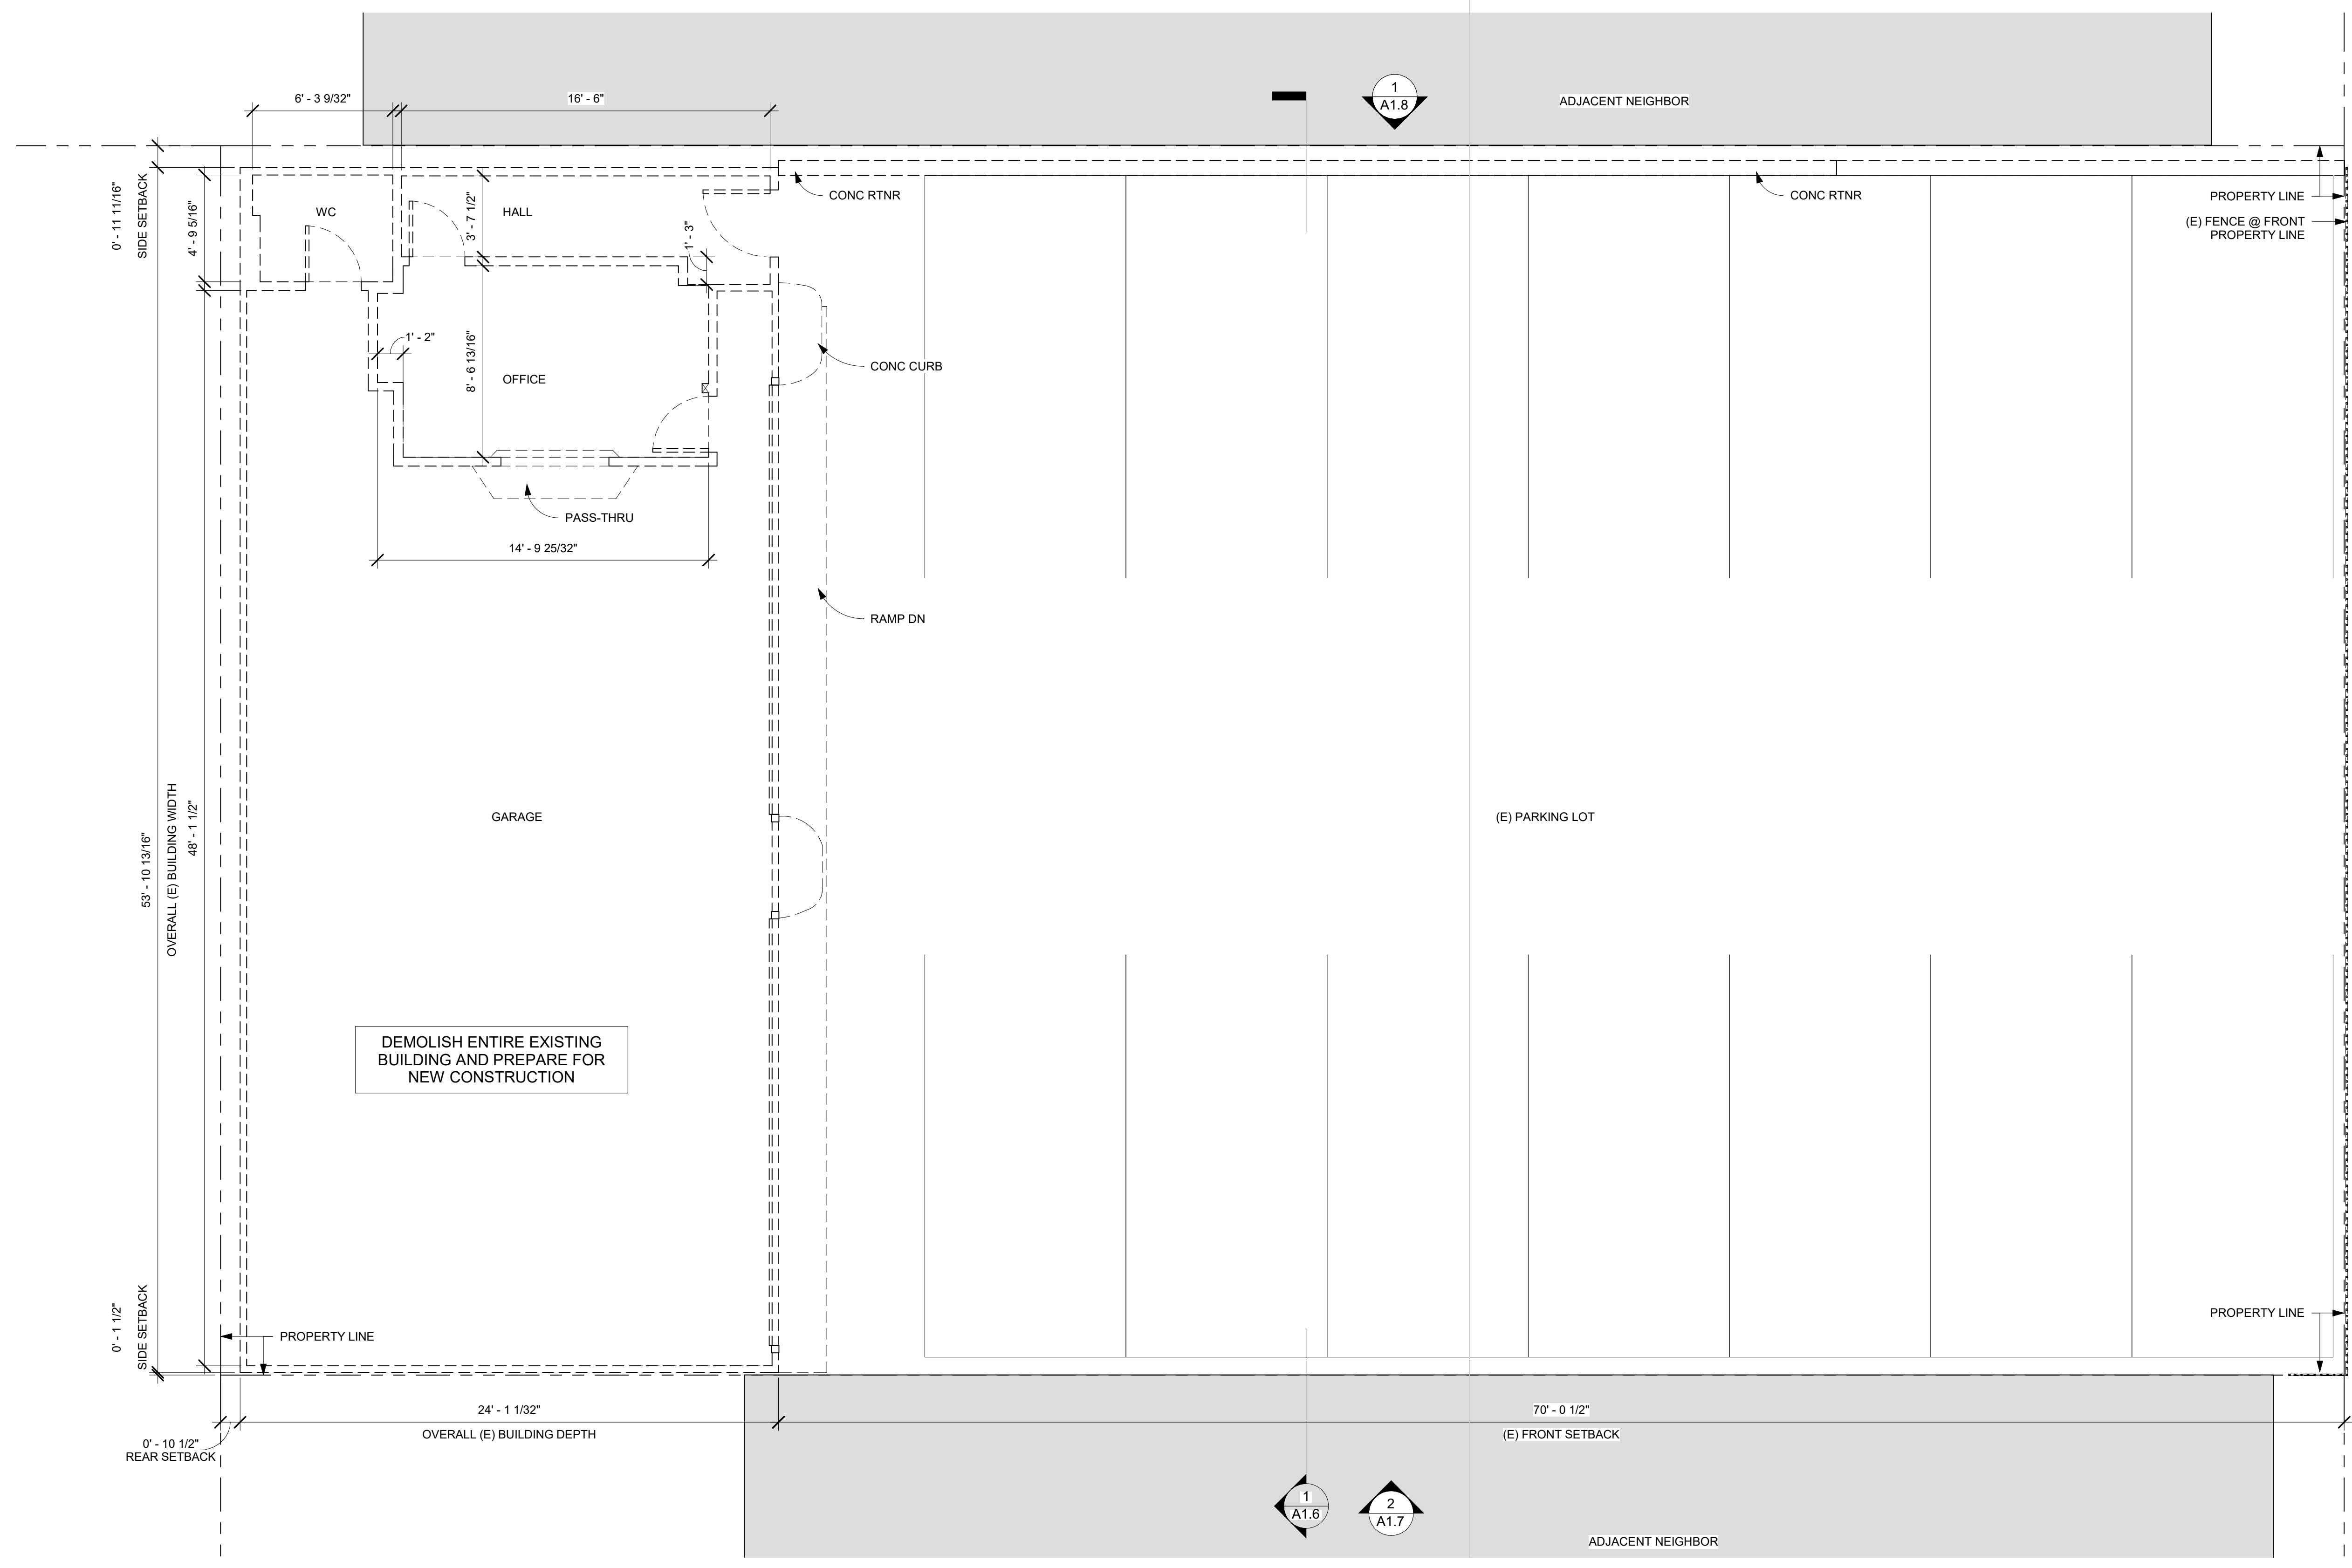 1
A1.8
ADJACENT NEIGHBOR
6' - 3 9/32"
16' - 6"
0' - 11 11/16"
SIDE SETBACK
4' - 9 5/16"
WC
HALL
3' - 7 1/2"
1' - 3"
CONC RTNR
CONC RTNR
PROPERTY LINE
(E) FENCE @ FRONT
PROPERTY LINE
1' - 2"
8' - 6 13/16"
OFFICE
CONC CURB
PASS-THRU
14' - 9 25/32"
RAMP DN
53' - 10 13/16"
OVERALL (E) BUILDING WIDTH
48' - 1 1/2"
GARAGE
(E) PARKING LOT
DEMOLISH ENTIRE EXISTING
BUILDING AND PREPARE FOR
NEW CONSTRUCTION
0' - 1 1/2"
SIDE SETBACK
PROPERTY LINE
PROPERTY LINE
24' - 1 1/32"
OVERALL (E) BUILDING DEPTH
70' - 0 1/2"
(E) FRONT SETBACK
0' - 10 1/2"
REAR SETBACK
1
A1.6
2
A1.7
ADJACENT NEIGHBOR